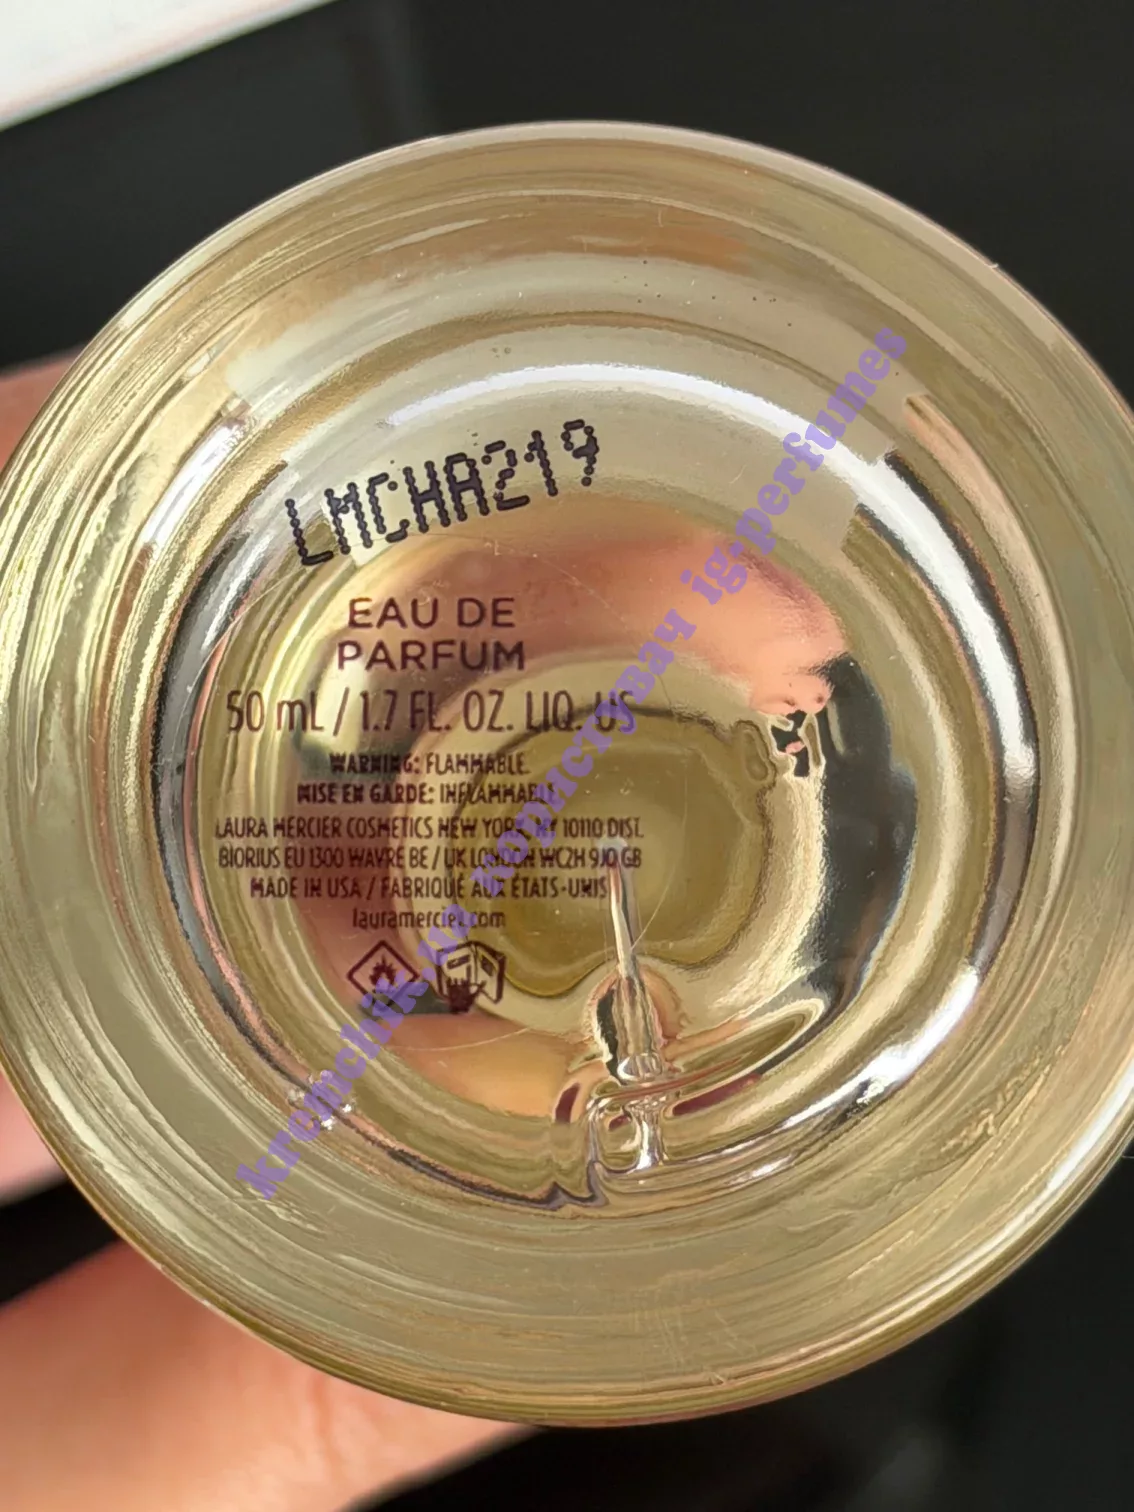 LMCHA219
EAU DE
PARFUM
50 mL / 1.7 FL. OZ. LIQ. US
WARNING: FLAMMABLE.
MISE EN GARDE: INFLAMMABLE.
LAURA MERCIER COSMETICS NEW YORK, NY 10110 DIST.
BIORIUS EU 1300 WAVRE BE / UK LONDON WC2H 9JQ GB
MADE IN USA / FABRIQUÉ AUX ÉTATS-UNIS
lauramercier.com
ig:perfumes